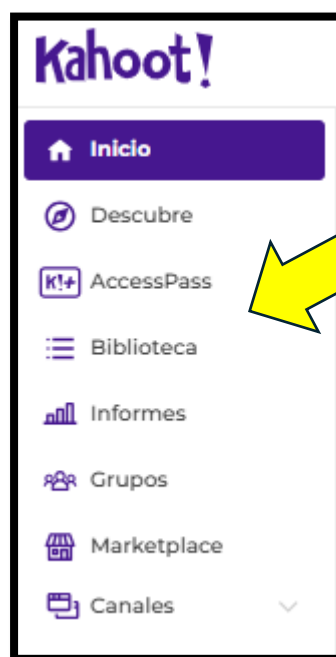 Kahoot!
Inicio
Descubre
K!+ AccessPass
Biblioteca
Informes
Grupos
Marketplace
Canales